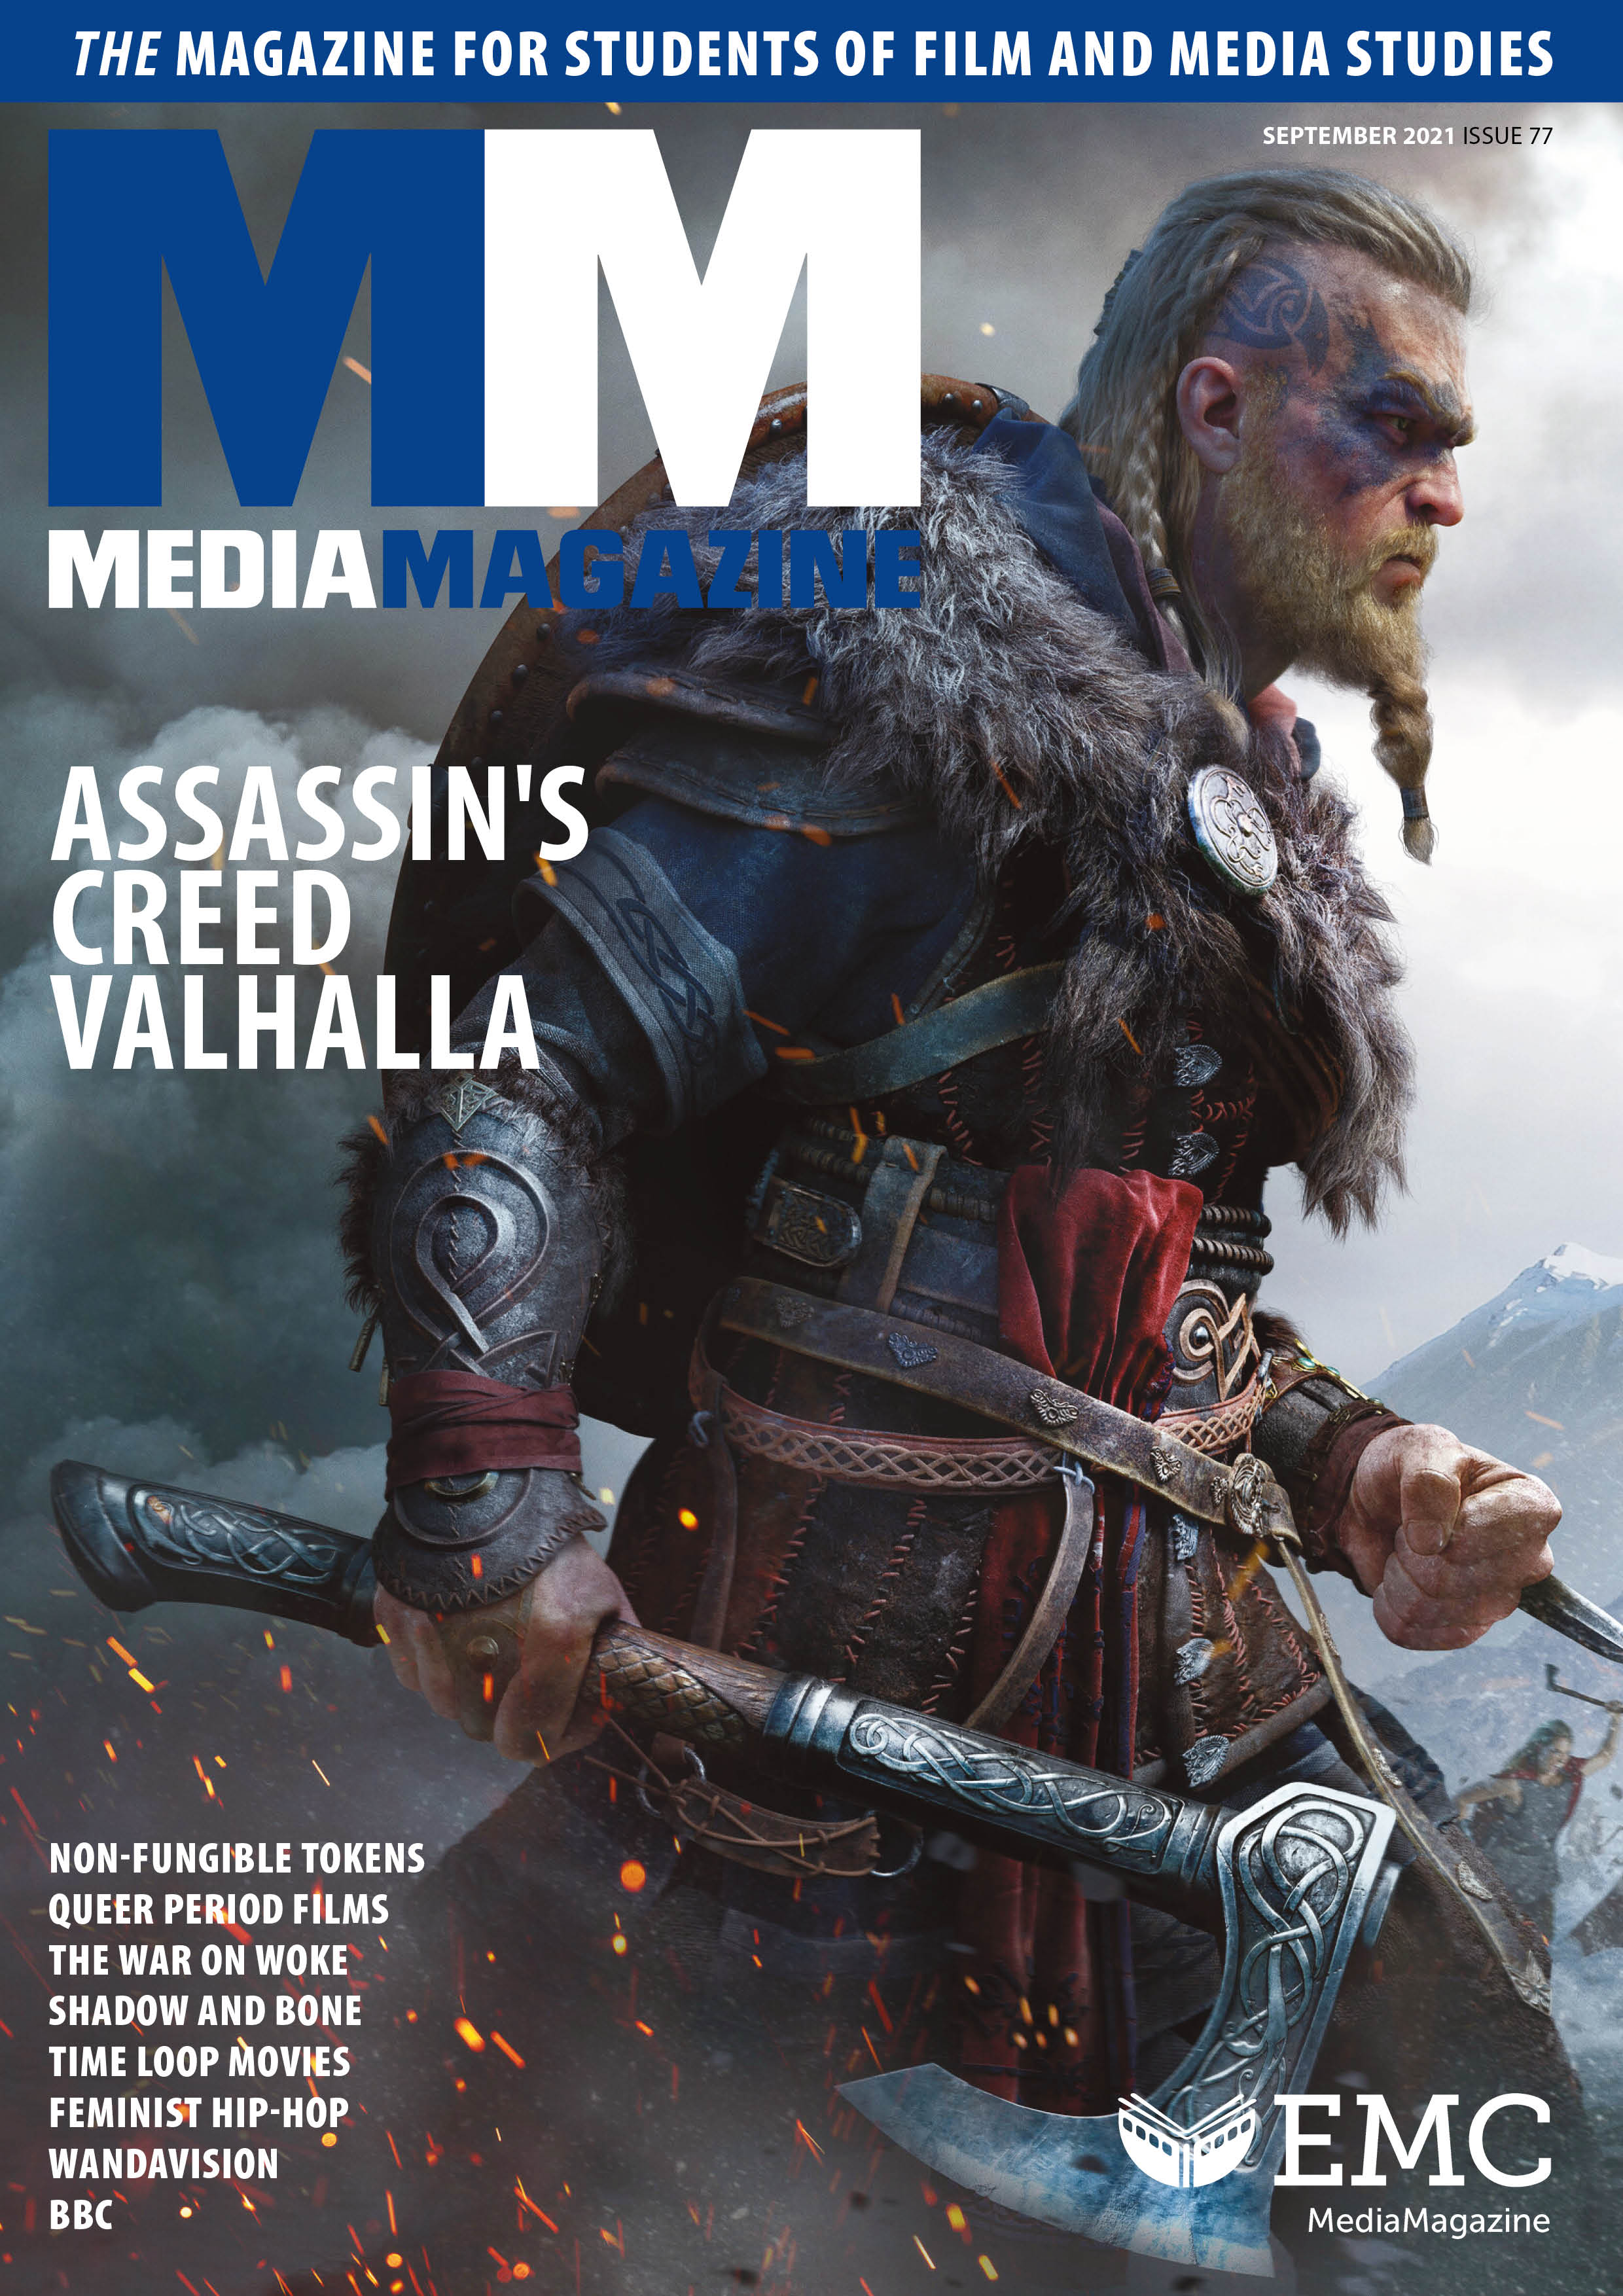 THE MAGAZINE FOR STUDENTS OF FILM AND MEDIA STUDIES
SEPTEMBER 2021 ISSUE 77
MM
MEDIAMAGAZINE
ASSASSIN'S
CREED
VALHALLA
NON-FUNGIBLE TOKENS
QUEER PERIOD FILMS
THE WAR ON WOKE
SHADOW AND BONE
TIME LOOP MOVIES
FEMINIST HIP-HOP
WANDAVISION
BBC
EMC
MediaMagazine